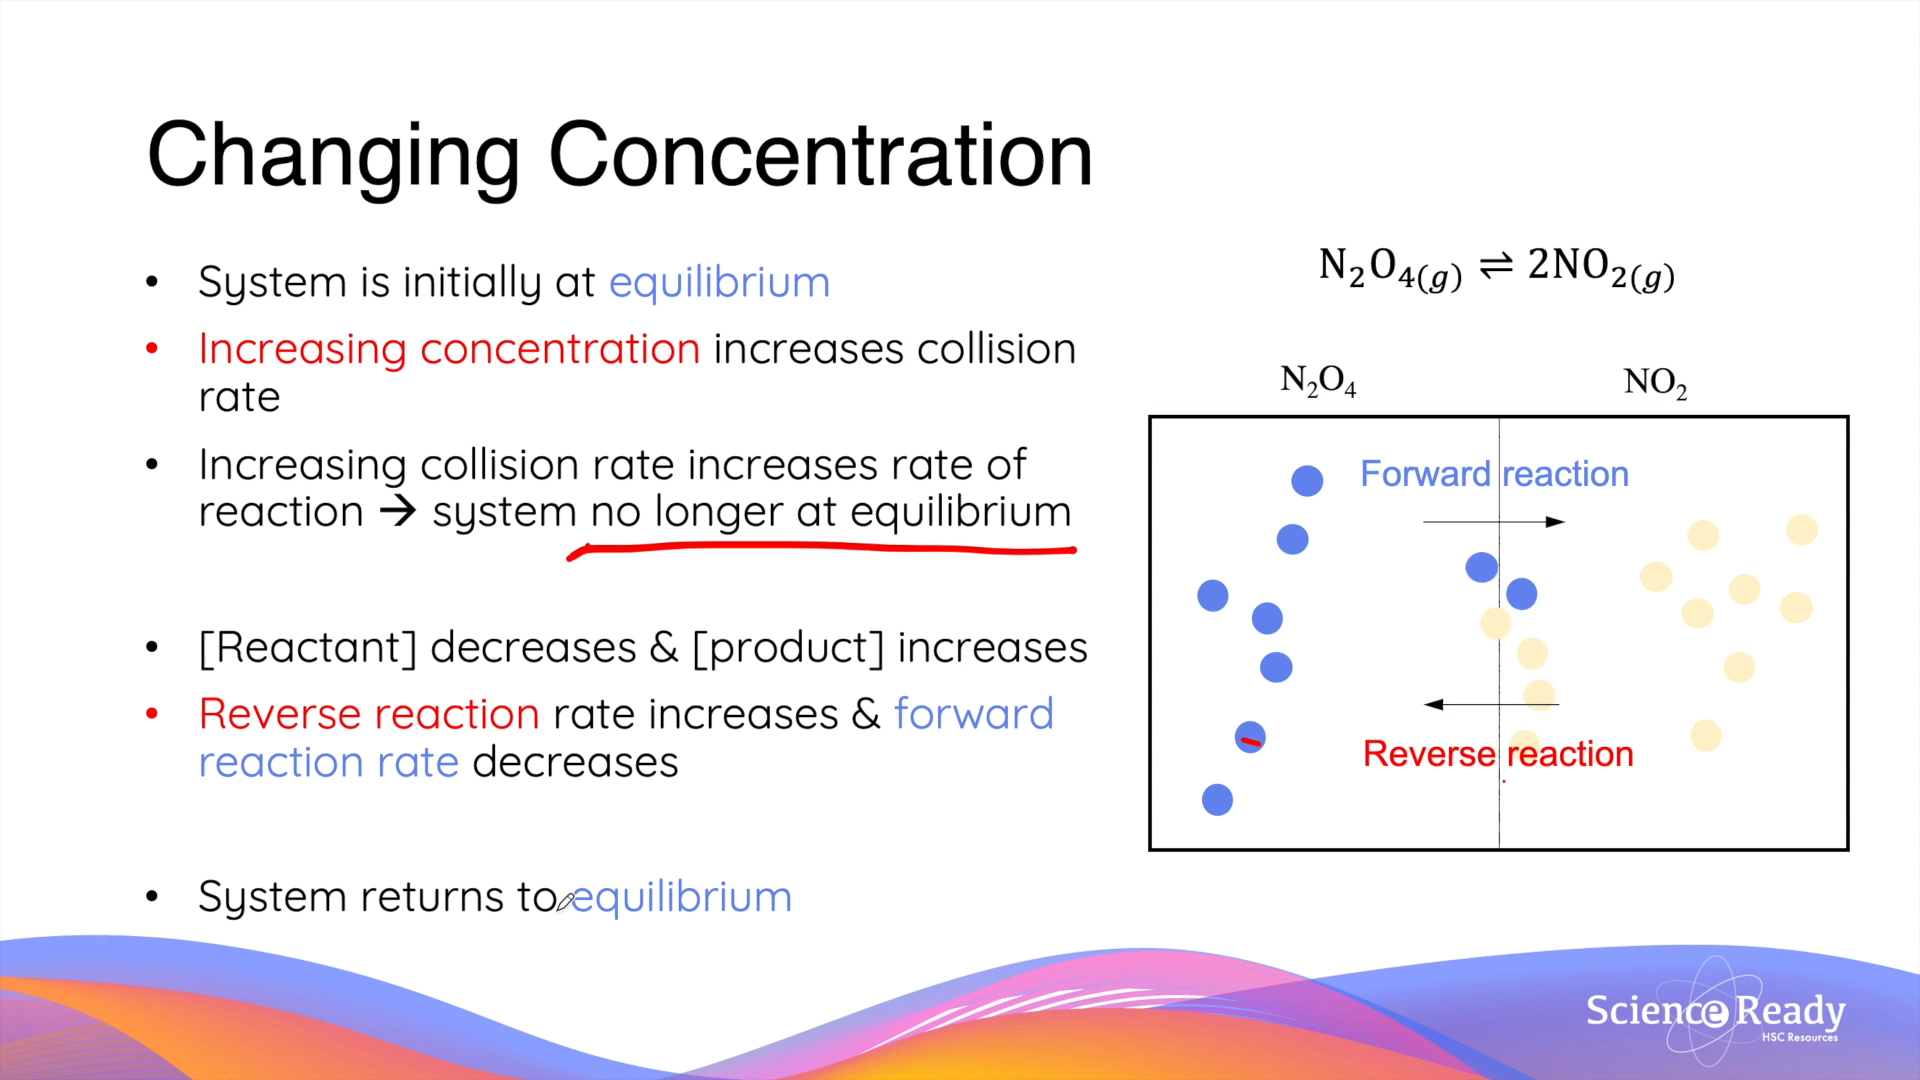 Changing Concentration
• System is initially at equilibrium
• Increasing concentration increases collision
rate
• Increasing collision rate increases rate of
reaction → system no longer at equilibrium
• [Reactant] decreases & [product] increases
• Reverse reaction rate increases & forward
reaction rate decreases
• System returns to equilibrium
N₂O₄(g) ⇌ 2NO₂(g)
N₂O₄
NO₂
Forward reaction
Reverse reaction
Science Ready
HSC Resources